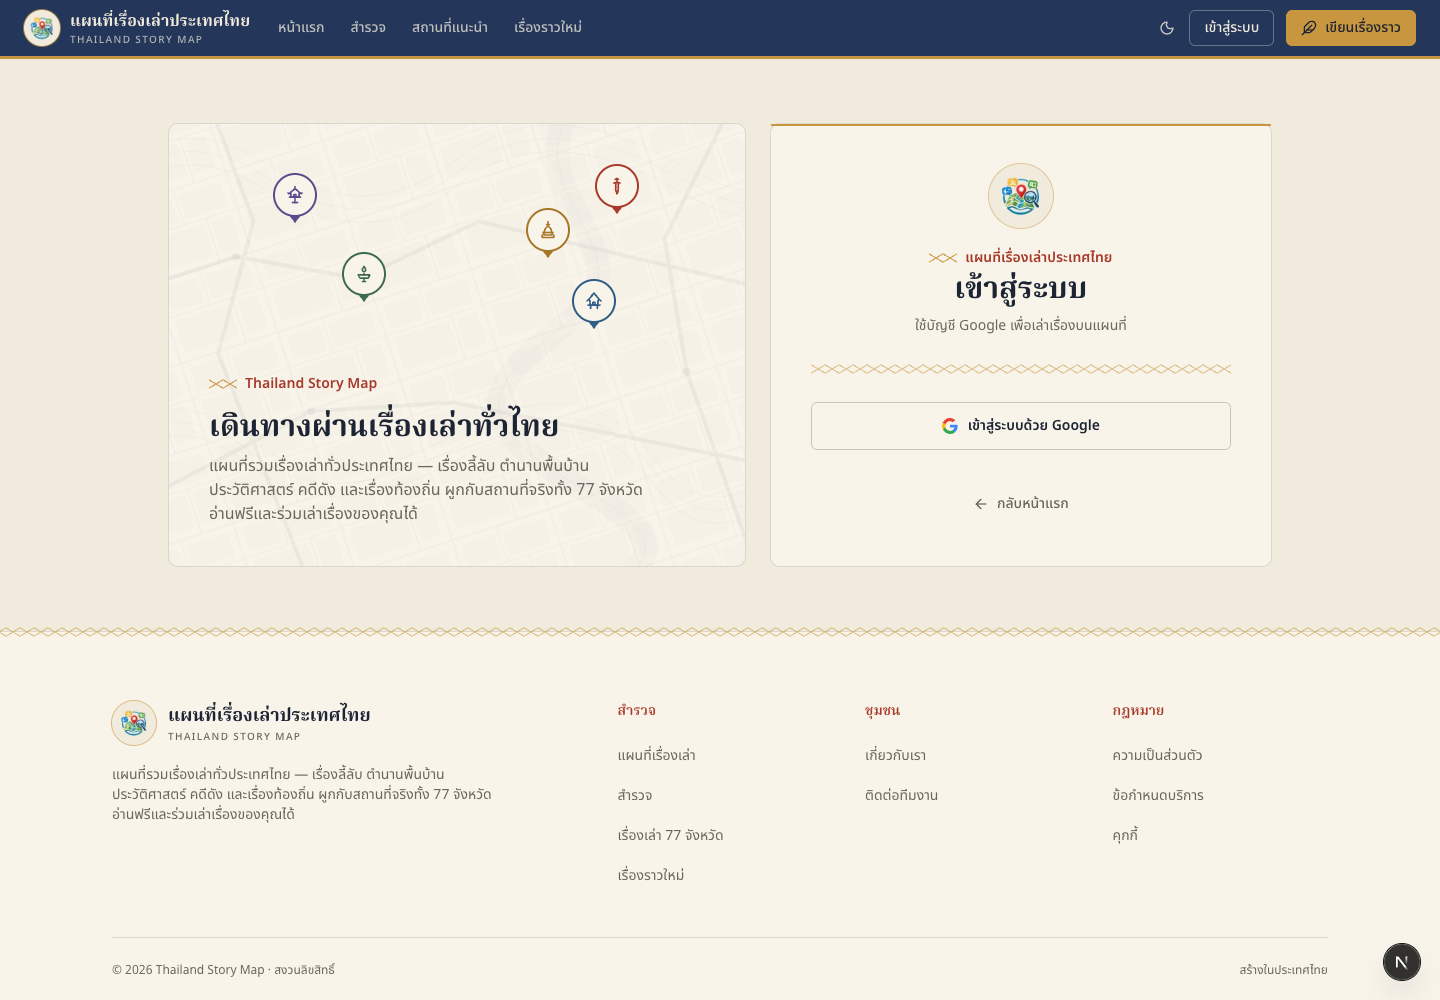 แผนที่เรื่องเล่าประเทศไทย
THAILAND STORY MAP
หน้าแรก
สำรวจ
สถานที่แนะนำ
เรื่องราวใหม่
เข้าสู่ระบบ
เขียนเรื่องราว
Thailand Story Map
เดินทางผ่านเรื่องเล่าทั่วไทย
แผนที่รวมเรื่องเล่าทั่วประเทศไทย — เรื่องลี้ลับ ตำนานพื้นบ้าน
ประวัติศาสตร์ คดีดัง และเรื่องท้องถิ่น ผูกกับสถานที่จริงทั้ง 77 จังหวัด
อ่านฟรีและร่วมเล่าเรื่องของคุณได้
แผนที่เรื่องเล่าประเทศไทย
เข้าสู่ระบบ
ใช้บัญชี Google เพื่อเล่าเรื่องบนแผนที่
เข้าสู่ระบบด้วย Google
กลับหน้าแรก
แผนที่เรื่องเล่าประเทศไทย
THAILAND STORY MAP
แผนที่รวมเรื่องเล่าทั่วประเทศไทย — เรื่องลี้ลับ ตำนานพื้นบ้าน
ประวัติศาสตร์ คดีดัง และเรื่องท้องถิ่น ผูกกับสถานที่จริงทั้ง 77 จังหวัด
อ่านฟรีและร่วมเล่าเรื่องของคุณได้
สำรวจ
แผนที่เรื่องเล่า
สำรวจ
เรื่องเล่า 77 จังหวัด
เรื่องราวใหม่
ชุมชน
เกี่ยวกับเรา
ติดต่อทีมงาน
กฎหมาย
ความเป็นส่วนตัว
ข้อกำหนดบริการ
คุกกี้
© 2026 Thailand Story Map · สงวนลิขสิทธิ์
สร้างในประเทศไทย
N